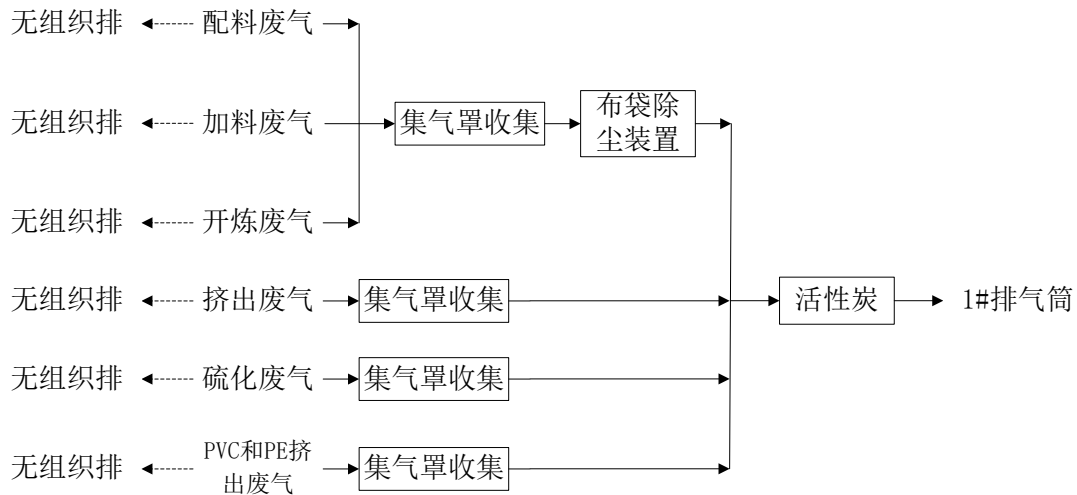 无组织排 配料废气
无组织排 加料废气 集气罩收集 布袋除
尘装置
无组织排 开炼废气
无组织排 挤出废气 集气罩收集 活性炭 1#排气筒
无组织排 硫化废气 集气罩收集
无组织排 PVC和PE挤
出废气 集气罩收集